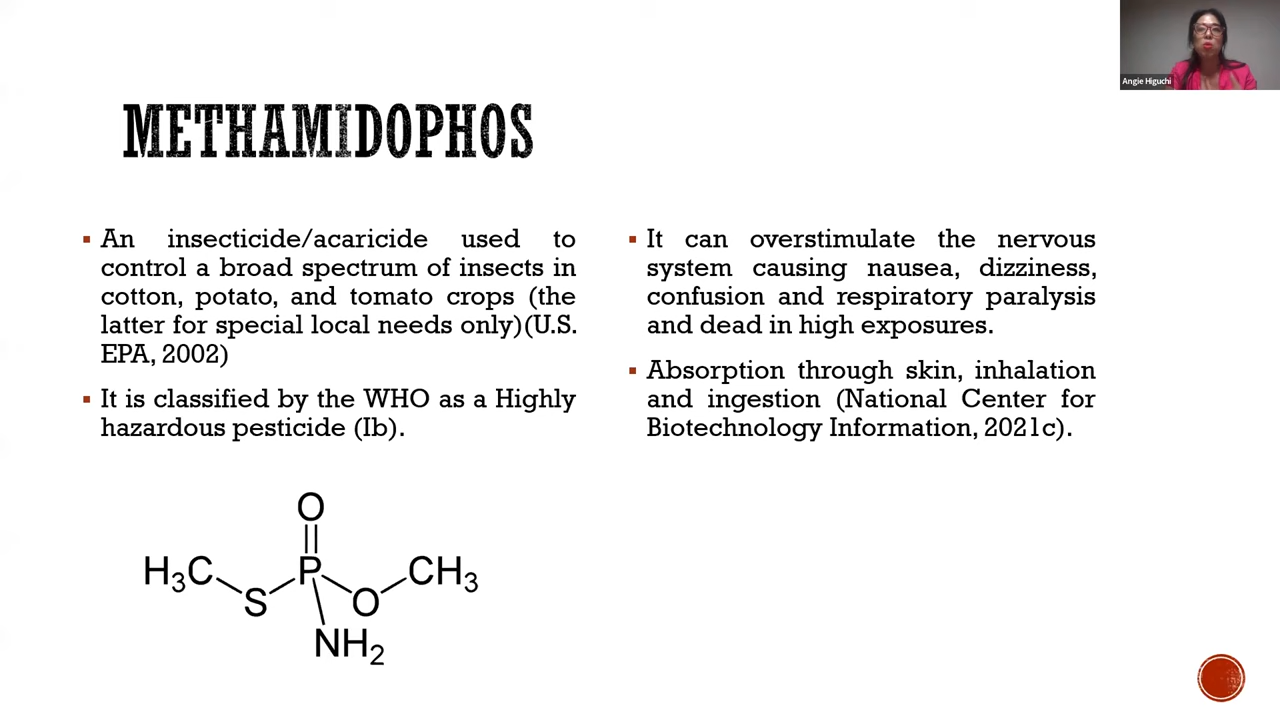 Angie Higuchi
METHAMIDOPHOS
▪ An insecticide/acaricide used to
control a broad spectrum of insects in
cotton, potato, and tomato crops (the
latter for special local needs only)(U.S.
EPA, 2002)
▪ It is classified by the WHO as a Highly
hazardous pesticide (Ib).
▪ It can overstimulate the nervous
system causing nausea, dizziness,
confusion and respiratory paralysis
and dead in high exposures.
▪ Absorption through skin, inhalation
and ingestion (National Center for
Biotechnology Information, 2021c).
O
H₃C P CH₃
S O
NH₂